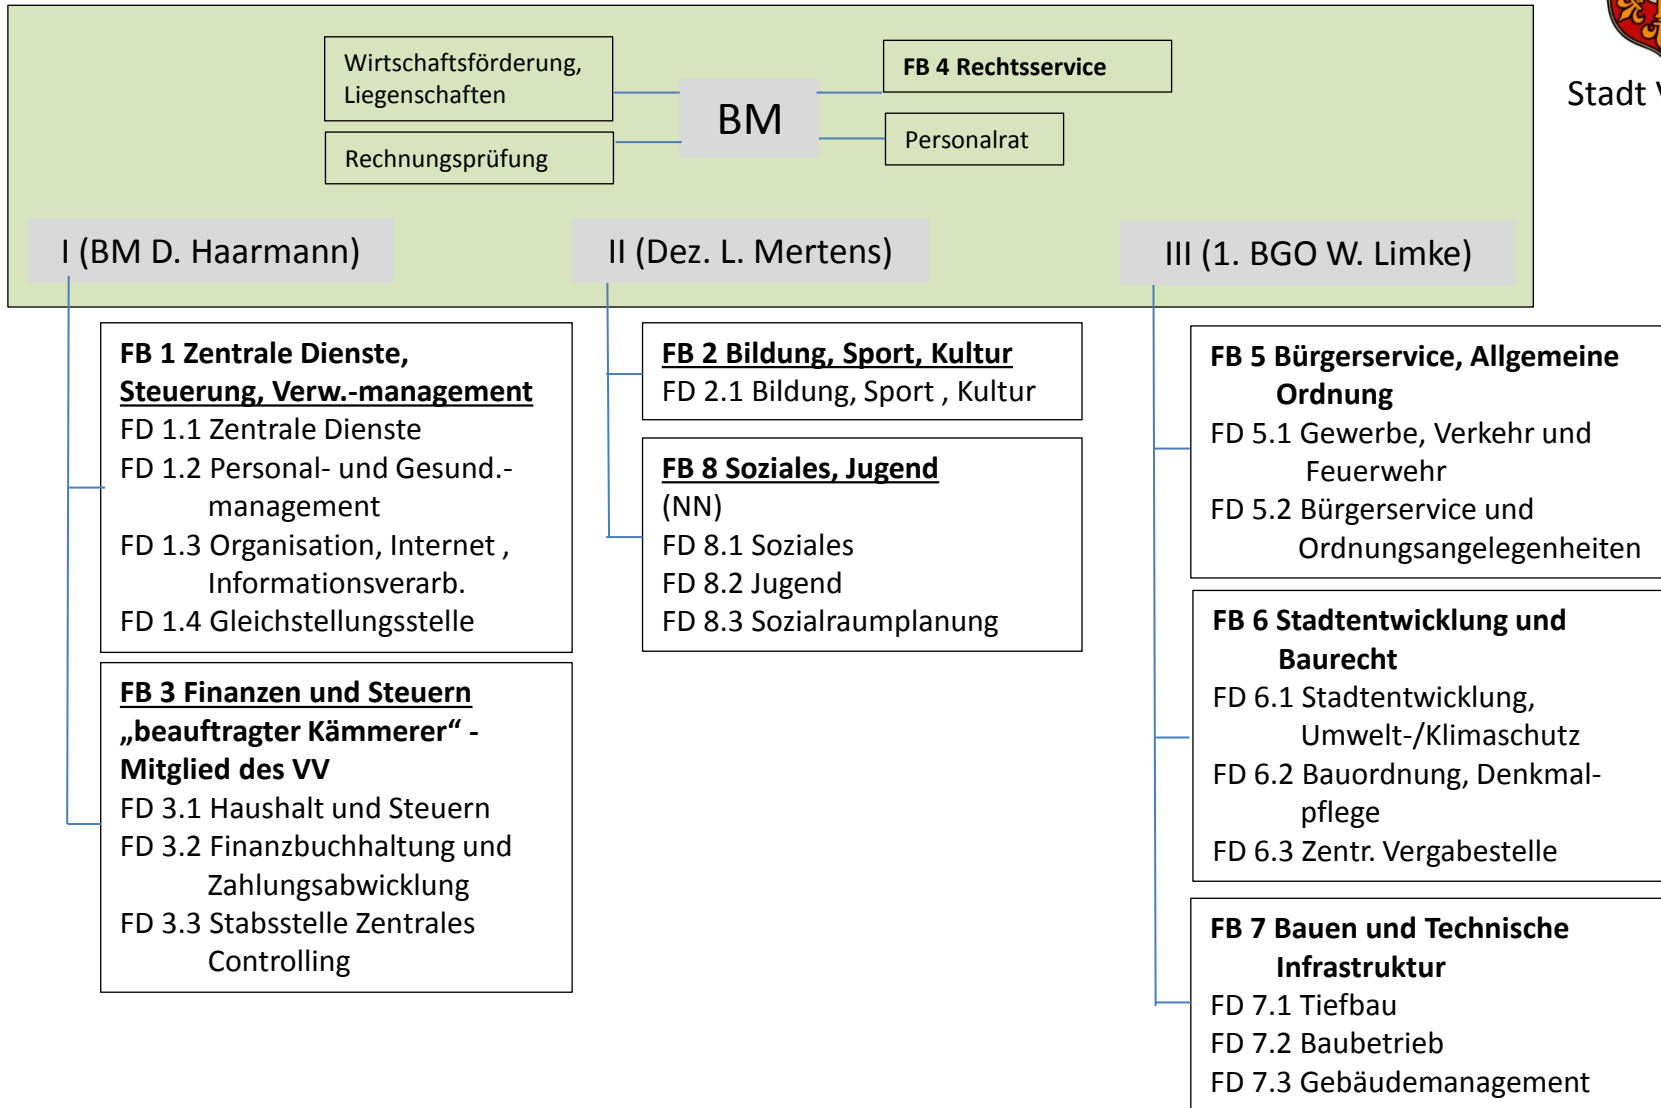 Wirtschaftsförderung,
Liegenschaften
FB 4 Rechtsservice
BM
Rechnungsprüfung
Personalrat
Stadt V
I (BM D. Haarmann)
II (Dez. L. Mertens)
III (1. BGO W. Limke)
FB 1 Zentrale Dienste,
Steuerung, Verw.-management
FD 1.1 Zentrale Dienste
FD 1.2 Personal- und Gesund.-
management
FD 1.3 Organisation, Internet ,
Informationsverarb.
FD 1.4 Gleichstellungsstelle
FB 3 Finanzen und Steuern
„beauftragter Kämmerer“ -
Mitglied des VV
FD 3.1 Haushalt und Steuern
FD 3.2 Finanzbuchhaltung und
Zahlungsabwicklung
FD 3.3 Stabsstelle Zentrales
Controlling
FB 2 Bildung, Sport, Kultur
FD 2.1 Bildung, Sport , Kultur
FB 8 Soziales, Jugend
(NN)
FD 8.1 Soziales
FD 8.2 Jugend
FD 8.3 Sozialraumplanung
FB 5 Bürgerservice, Allgemeine
Ordnung
FD 5.1 Gewerbe, Verkehr und
Feuerwehr
FD 5.2 Bürgerservice und
Ordnungsangelegenheiten
FB 6 Stadtentwicklung und
Baurecht
FD 6.1 Stadtentwicklung,
Umwelt-/Klimaschutz
FD 6.2 Bauordnung, Denkmal-
pflege
FD 6.3 Zentr. Vergabestelle
FB 7 Bauen und Technische
Infrastruktur
FD 7.1 Tiefbau
FD 7.2 Baubetrieb
FD 7.3 Gebäudemanagement